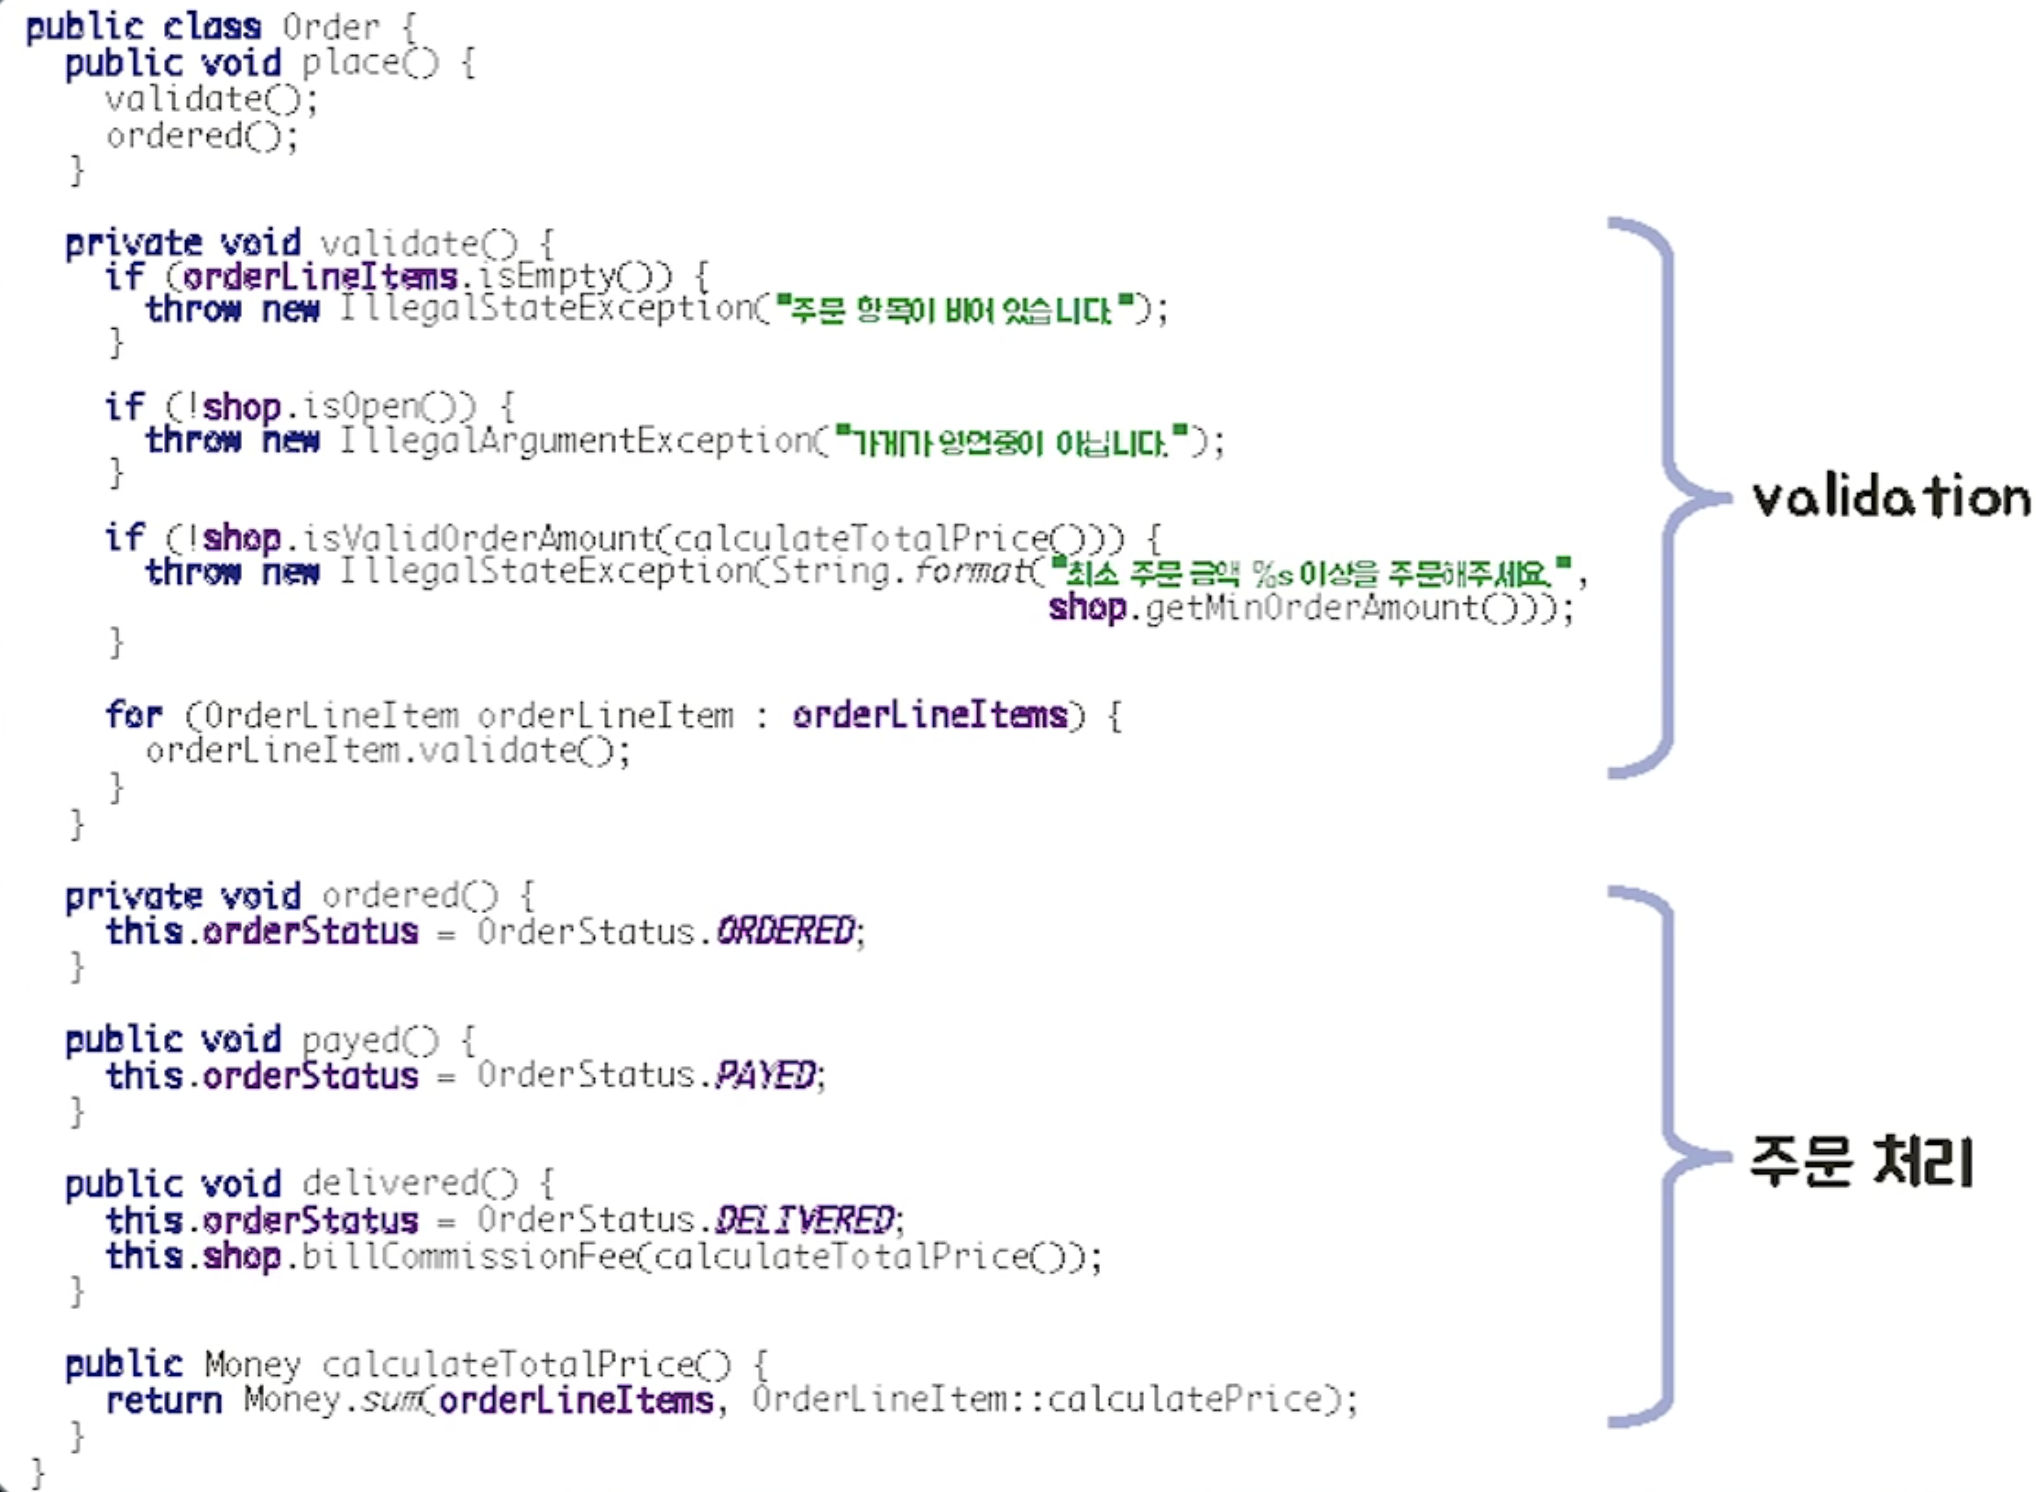 public class Order {
public void place() {
validate();
ordered();
}
private void validate() {
if (orderLineItems.isEmpty()) {
throw new IllegalStateException("주문 항목이 비어 있습니다.");
}
if (!shop.isOpen()) {
throw new IllegalArgumentException("가게가 영업중이 아닙니다.");
}
if (!shop.isValidOrderAmount(calculateTotalPrice())) {
throw new IllegalStateException(String.format("최소 주문 금액 %s 이상을 주문해주세요.",
shop.getMinOrderAmount()));
}
for (OrderLineItem orderLineItem : orderLineItems) {
orderLineItem.validate();
}
}
validation
private void ordered() {
this.orderStatus = OrderStatus.ORDERED;
}
public void payed() {
this.orderStatus = OrderStatus.PAYED;
}
public void delivered() {
this.orderStatus = OrderStatus.DELIVERED;
this.shop.billCommissionFee(calculateTotalPrice());
}
public Money calculateTotalPrice() {
return Money.sum(orderLineItems, OrderLineItem::calculatePrice);
}
}
주문 처리